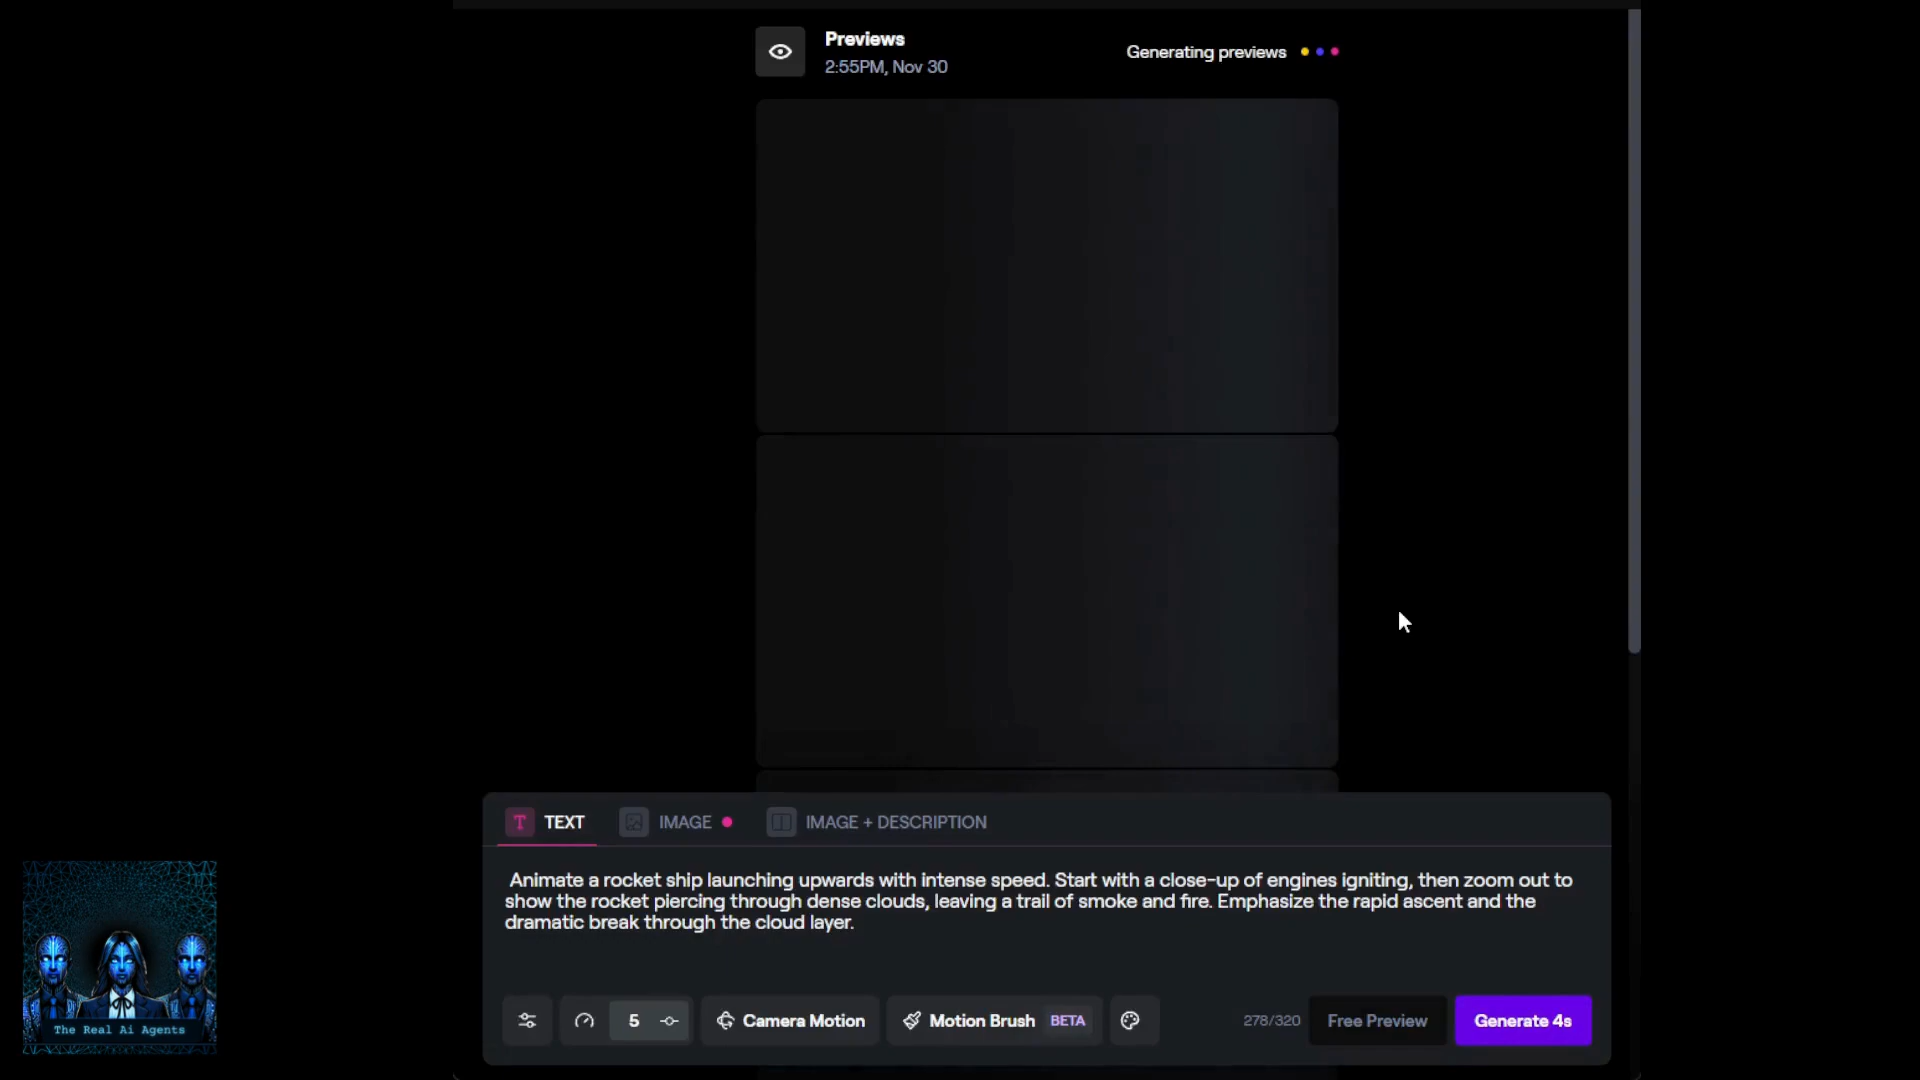 Previews
2:55PM, Nov 30
Generating previews
T TEXT
IMAGE
IMAGE + DESCRIPTION
Animate a rocket ship launching upwards with intense speed. Start with a close-up of engines igniting, then zoom out to
show the rocket piercing through dense clouds, leaving a trail of smoke and fire. Emphasize the rapid ascent and the
dramatic break through the cloud layer.
5
Camera Motion
Motion Brush BETA
278/320
Free Preview
Generate 4s
The Real Ai Agents